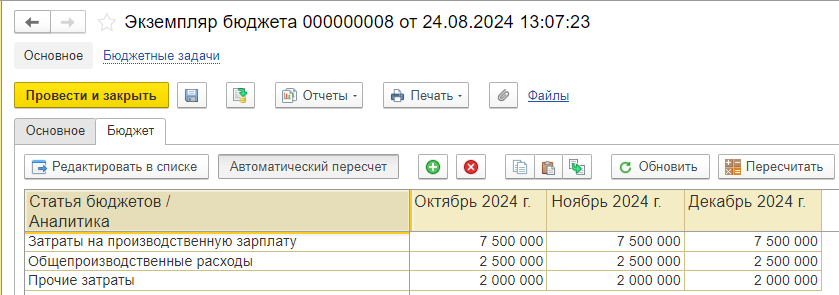 Экземпляр бюджета 000000008 от 24.08.2024 13:07:23
Основное Бюджетные задачи
Провести и закрыть Отчеты Печать Файлы
Основное Бюджет
Редактировать в списке Автоматический пересчет Обновить Пересчитать
Статья бюджетов / Октябрь 2024 г. Ноябрь 2024 г. Декабрь 2024 г.
Аналитика
Затраты на производственную зарплату 7 500 000 7 500 000 7 500 000
Общепроизводственные расходы 2 500 000 2 500 000 2 500 000
Прочие затраты 2 000 000 2 000 000 2 000 000